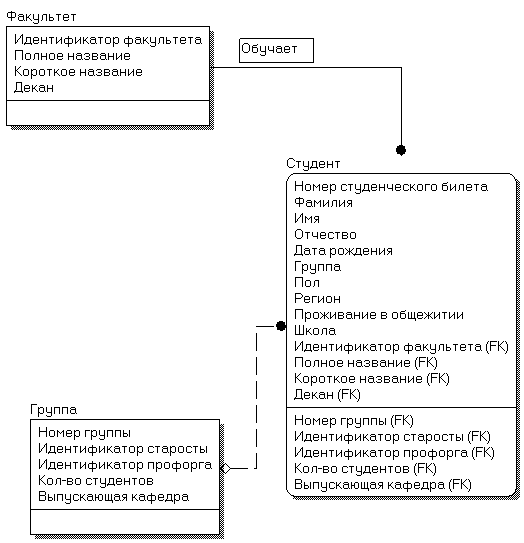 Факультет
Идентификатор факультета
Полное название
Короткое название
Декан
Обучает
Студент
Номер студенческого билета
Фамилия
Имя
Отчество
Дата рождения
Группа
Пол
Регион
Проживание в общежитии
Школа
Идентификатор факультета (FK)
Полное название (FK)
Короткое название (FK)
Декан (FK)
Номер группы (FK)
Идентификатор старосты (FK)
Идентификатор профорга (FK)
Кол-во студентов (FK)
Выпускающая кафедра (FK)
Группа
Номер группы
Идентификатор старосты
Идентификатор профорга
Кол-во студентов
Выпускающая кафедра